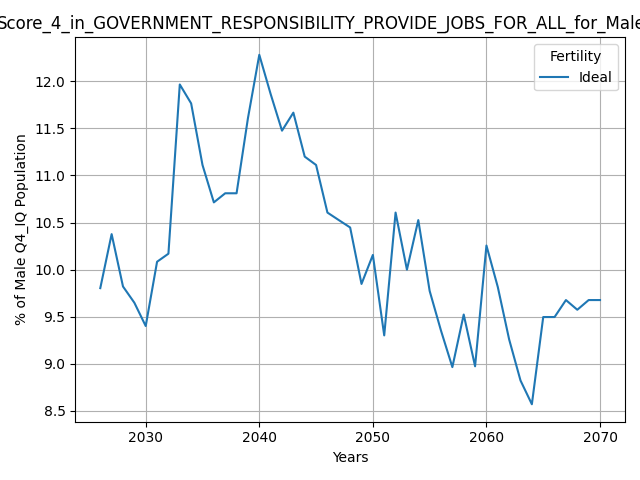 Score_4_in_GOVERNMENT_RESPONSIBILITY_PROVIDE_JOBS_FOR_ALL_for_Male
Fertility
Ideal
% of Male Q4_IQ Population
12.0
11.5
11.0
10.5
10.0
9.5
9.0
8.5
2030 2040 2050 2060 2070
Years